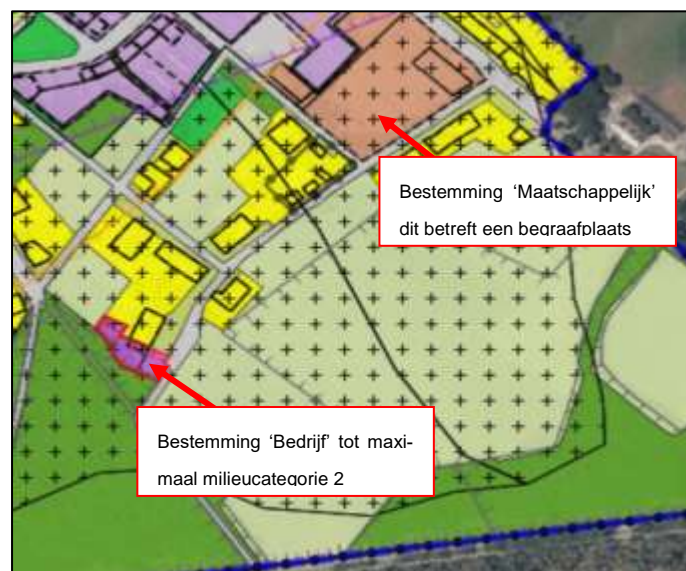 Bestemming ‘Maatschappelijk’
dit betreft een begraafplaats
Bestemming ‘Bedrijf’ tot maxi-
maal milieucategorie 2